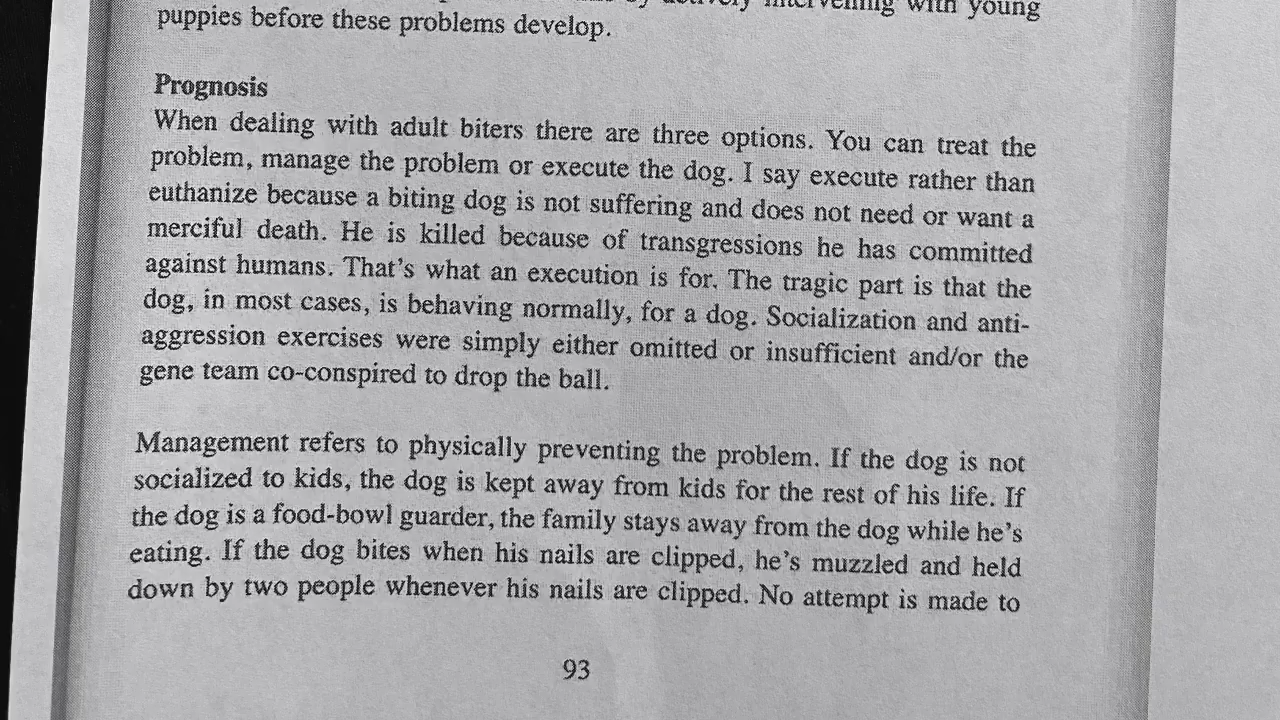 by actively intervening with young
puppies before these problems develop.
Prognosis
When dealing with adult biters there are three options. You can treat the
problem, manage the problem or execute the dog. I say execute rather than
euthanize because a biting dog is not suffering and does not need or want a
merciful death. He is killed because of transgressions he has committed
against humans. That's what an execution is for. The tragic part is that the
dog, in most cases, is behaving normally, for a dog. Socialization and anti-
aggression exercises were simply either omitted or insufficient and/or the
gene team co-conspired to drop the ball.
Management refers to physically preventing the problem. If the dog is not
socialized to kids, the dog is kept away from kids for the rest of his life. If
the dog is a food-bowl guarder, the family stays away from the dog while he's
eating. If the dog bites when his nails are clipped, he's muzzled and held
down by two people whenever his nails are clipped. No attempt is made to
93